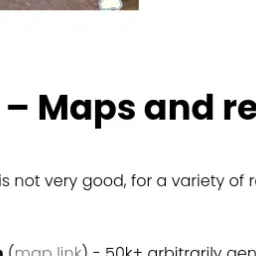 – Maps and re
is not very good, for a variety of r
(map link) - 50k+ arbitrarily gen